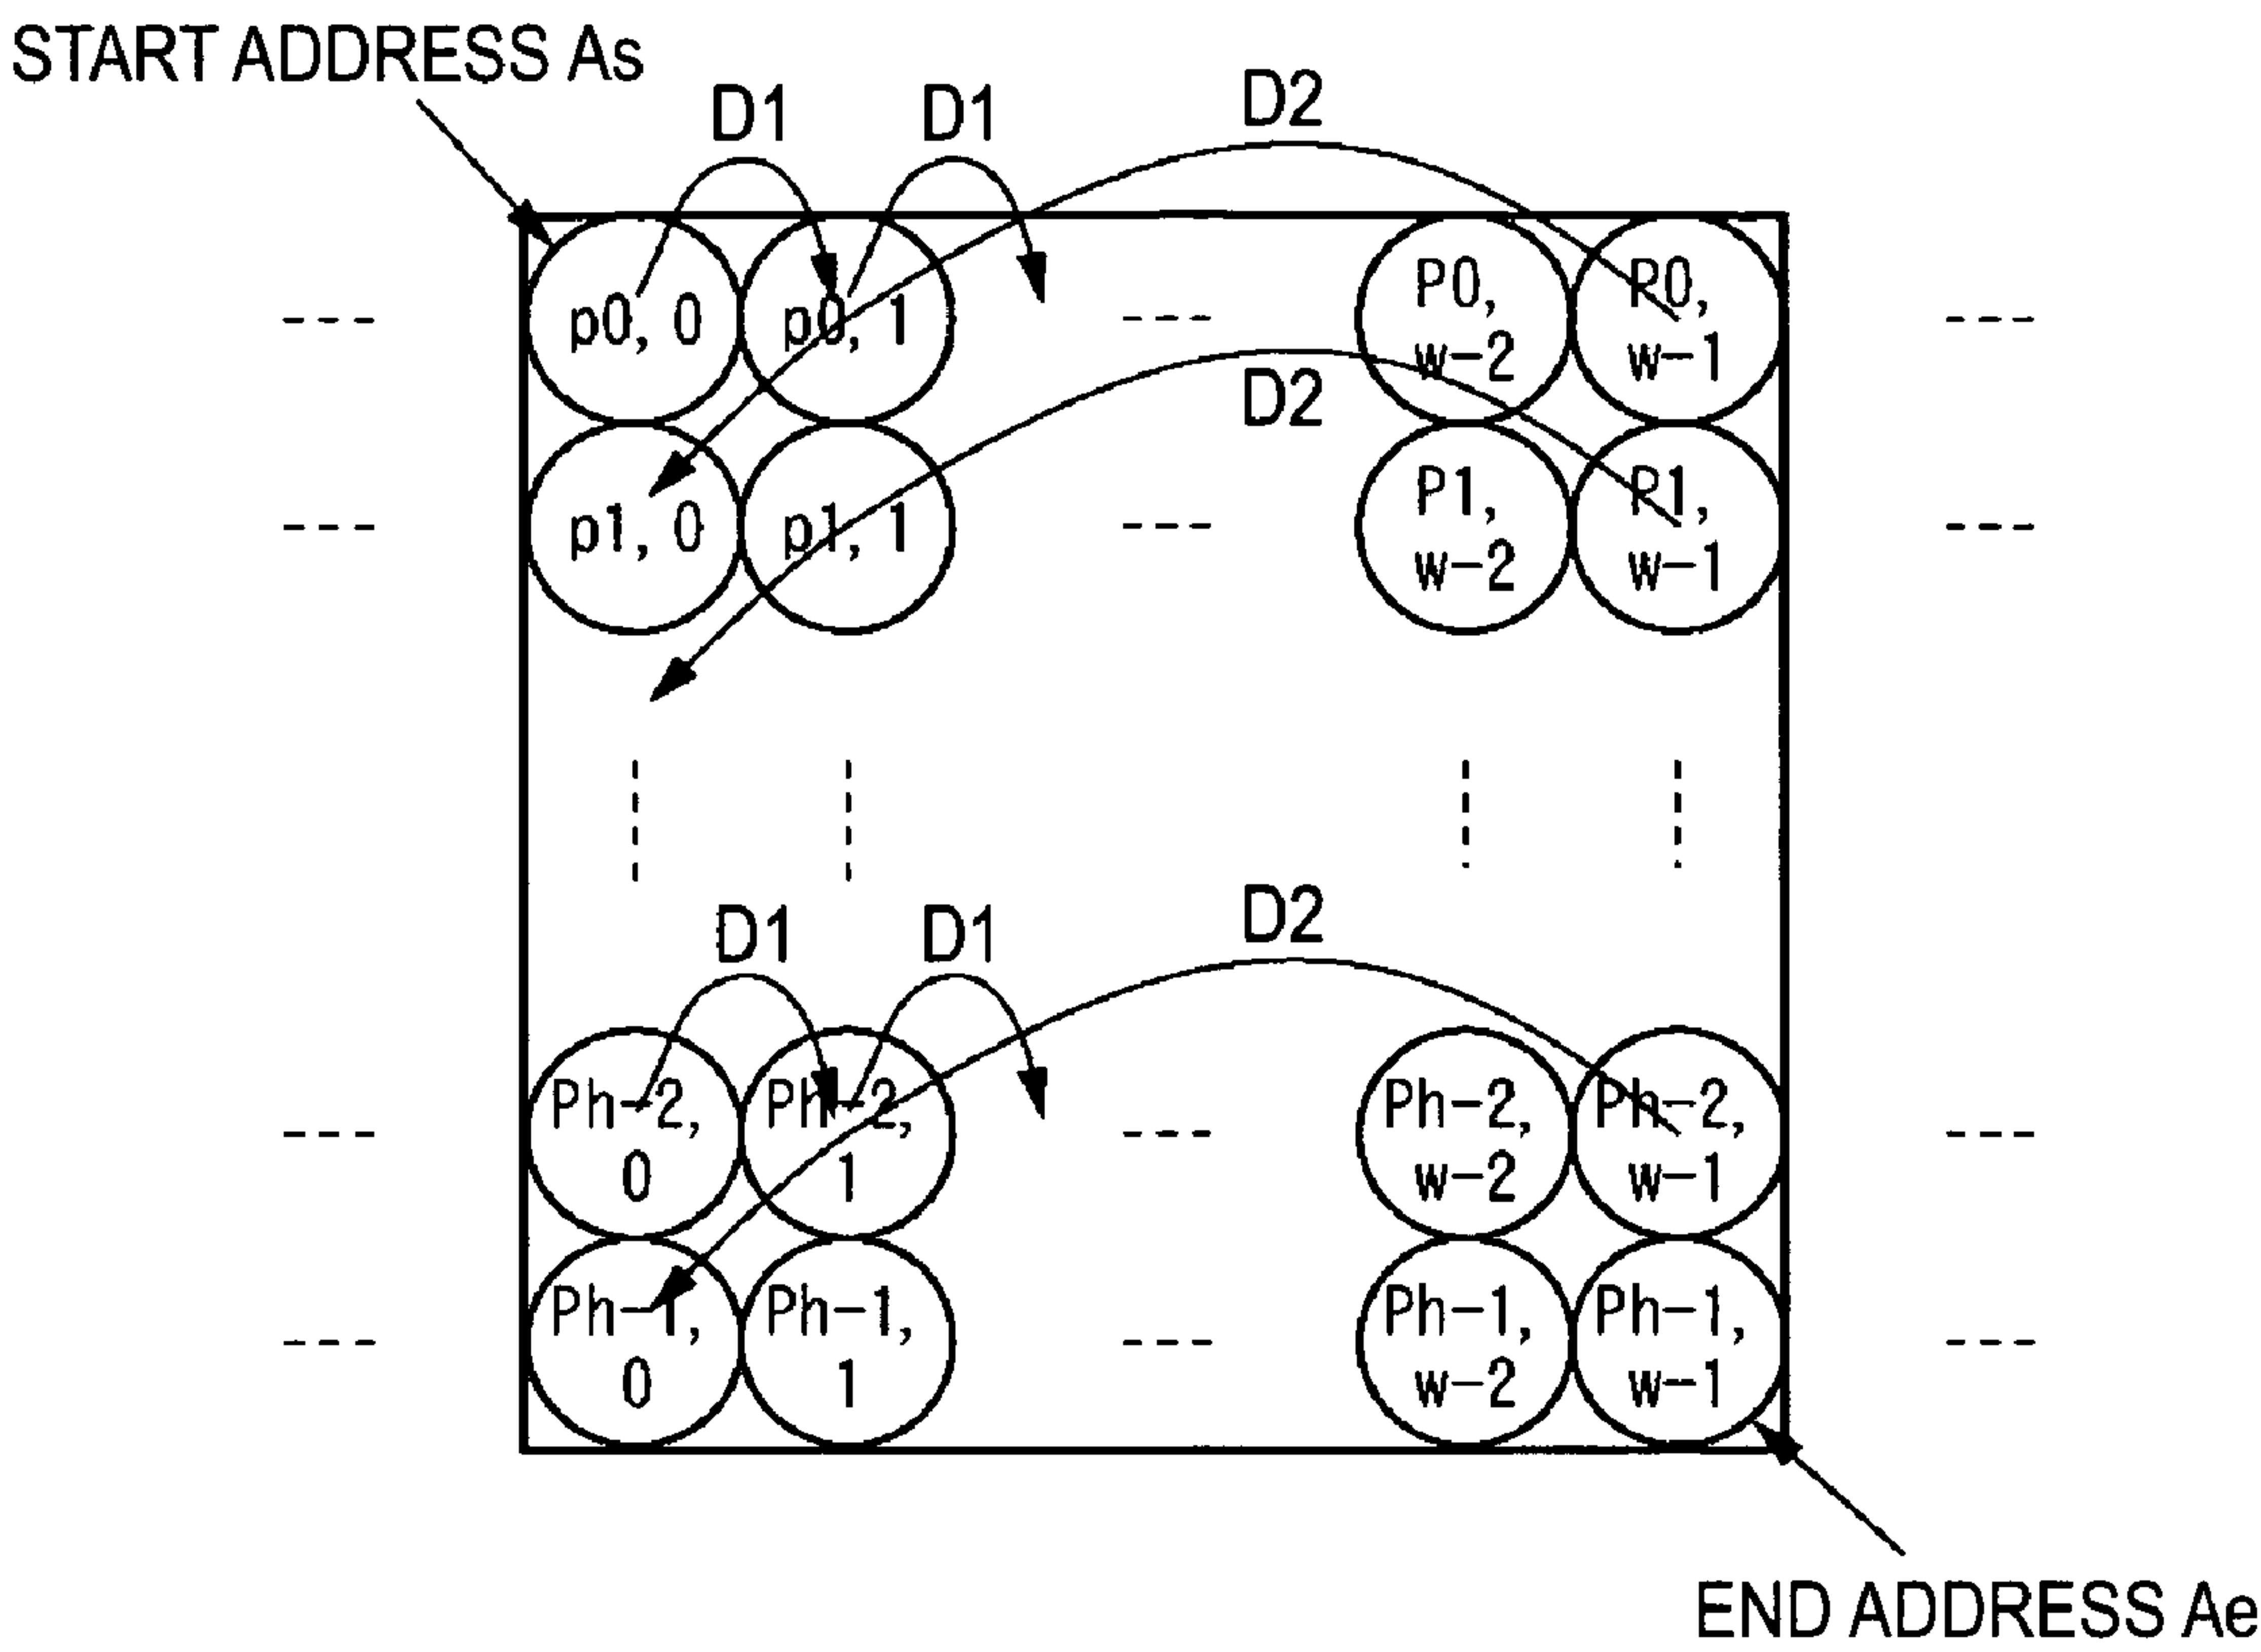 START ADDRESS As
D1 D1 D2
p0, 0 p0, 1 P0, w-2 P0, w-1
D2
p1, 0 p1, 1 P1, w-2 P1, w-1
D1 D1 D2
Ph-2, 0 Ph-2, 1 Ph-2, w-2 Ph-2, w-1
Ph-1, 0 Ph-1, 1 Ph-1, w-2 Ph-1, w-1
END ADDRESS Ae